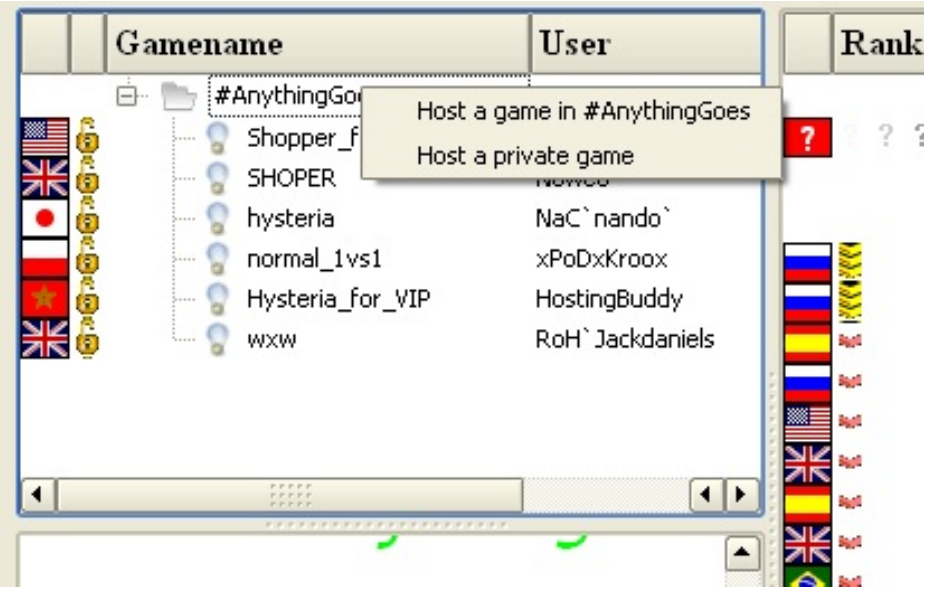 Gamename User Rank
#AnythingGo
Host a game in #AnythingGoes
Host a private game
Shopper_f
SHOPER
hysteria NaC`nando`
normal_1vs1 xPoDxKroox
Hysteria_for_VIP HostingBuddy
wxw RoH`Jackdaniels
? ? ? ?